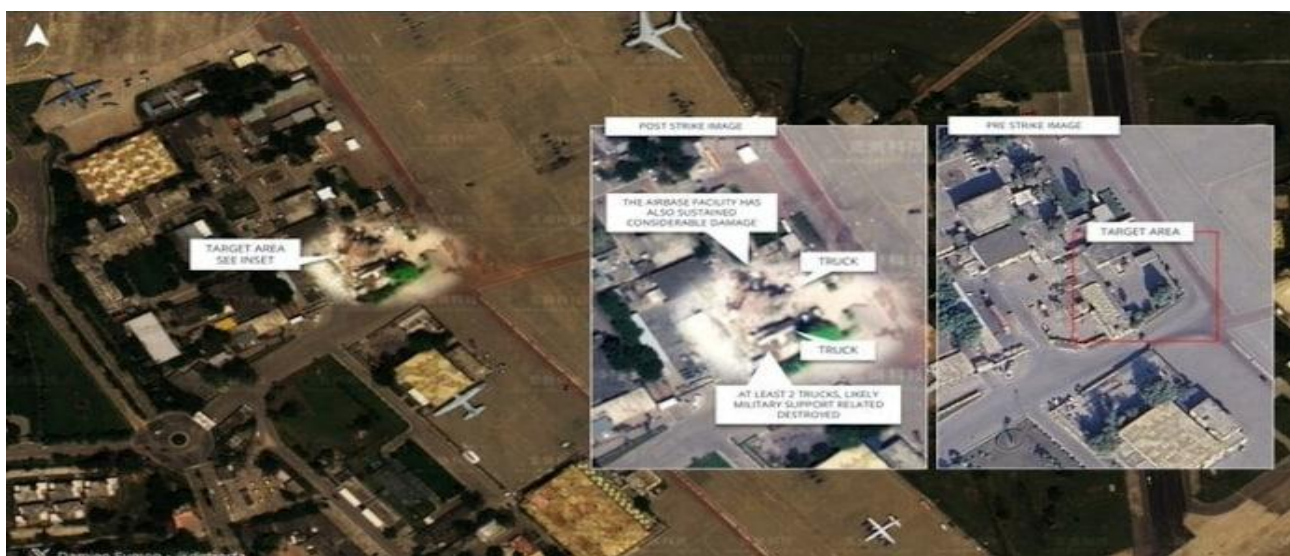 POST STRIKE IMAGE
PRE STRIKE IMAGE
THE AIRBASE FACILITY HAS
ALSO SUSTAINED
CONSIDERABLE DAMAGE
TARGET AREA
SEE INSET
TRUCK
TARGET AREA
TRUCK
AT LEAST 2 TRUCKS, LIKELY
MILITARY SUPPORT RELATED
DESTROYED